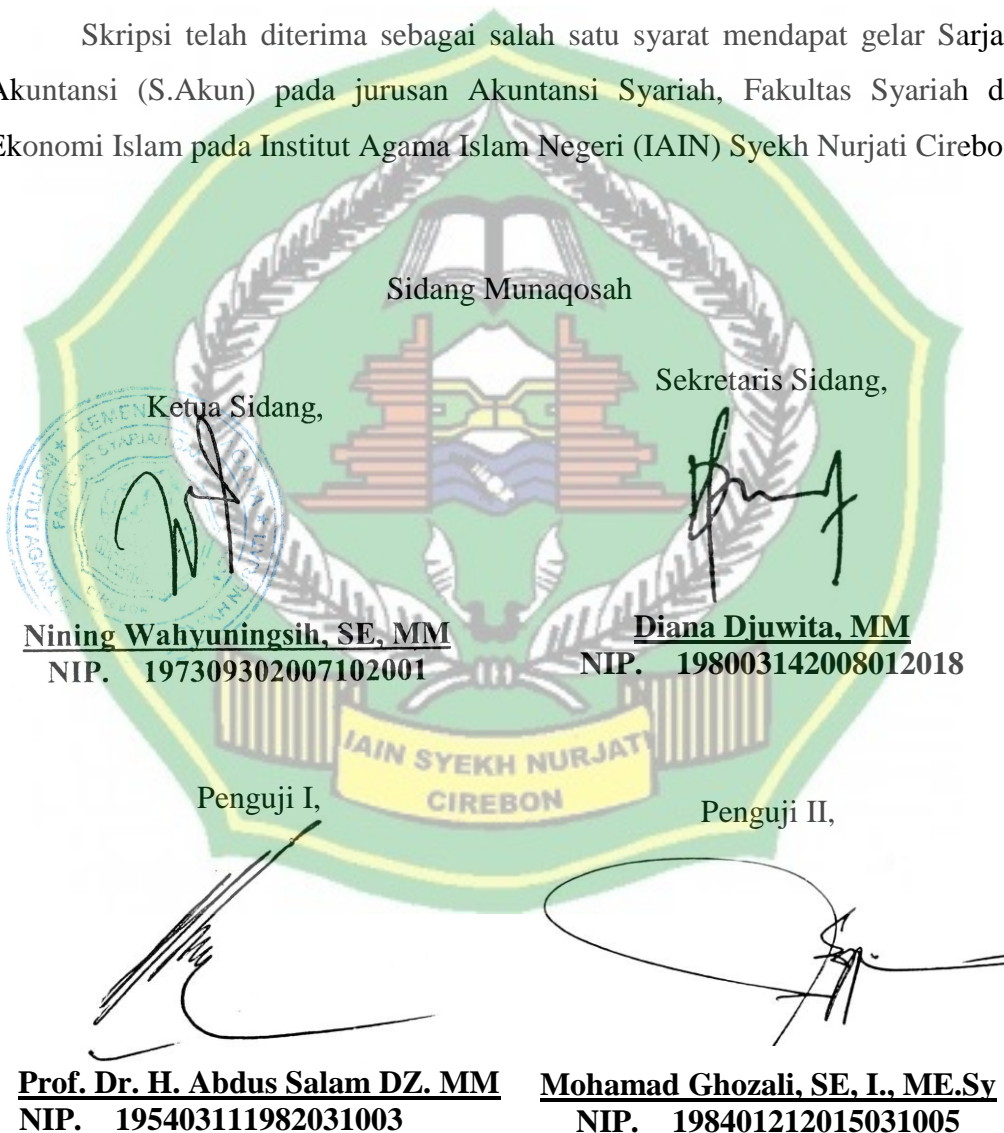 Skripsi telah diterima sebagai salah satu syarat mendapat gelar Sarja
Akuntansi (S.Akun) pada jurusan Akuntansi Syariah, Fakultas Syariah d
Ekonomi Islam pada Institut Agama Islam Negeri (IAIN) Syekh Nurjati Cirebo
Sidang Munaqosah
Ketua Sidang,
Sekretaris Sidang,
Nining Wahyuningsih, SE, MM
NIP. 197309302007102001
Diana Djuwita, MM
NIP. 198003142008012018
IAIN SYEKH NURJATI
CIREBON
Penguji I,
Penguji II,
Prof. Dr. H. Abdus Salam DZ. MM
NIP. 195403111982031003
Mohamad Ghozali, SE, I., ME.Sy
NIP. 198401212015031005